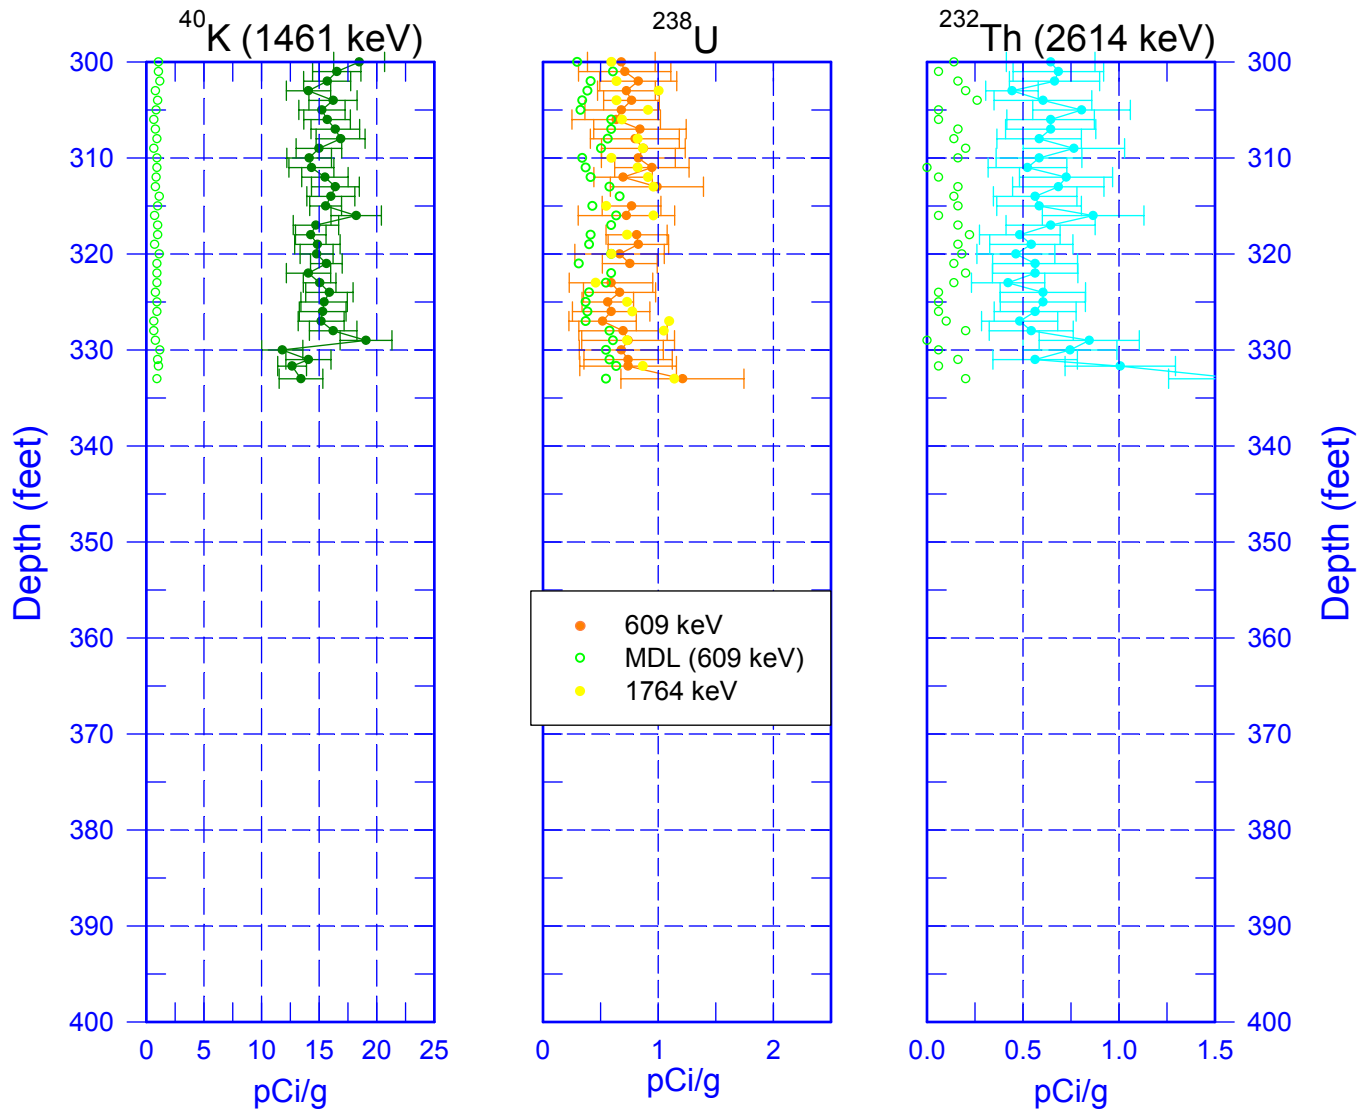 ⁴⁰K (1461 keV)
²³⁸U
²³²Th (2614 keV)
Depth (feet)
300
310
320
330
340
350
360
370
380
390
400
0 5 10 15 20 25
pCi/g
609 keV
MDL (609 keV)
1764 keV
0 1 2
pCi/g
300
310
320
330
340
350
360
370
380
390
400
Depth (feet)
0.0 0.5 1.0 1.5
pCi/g